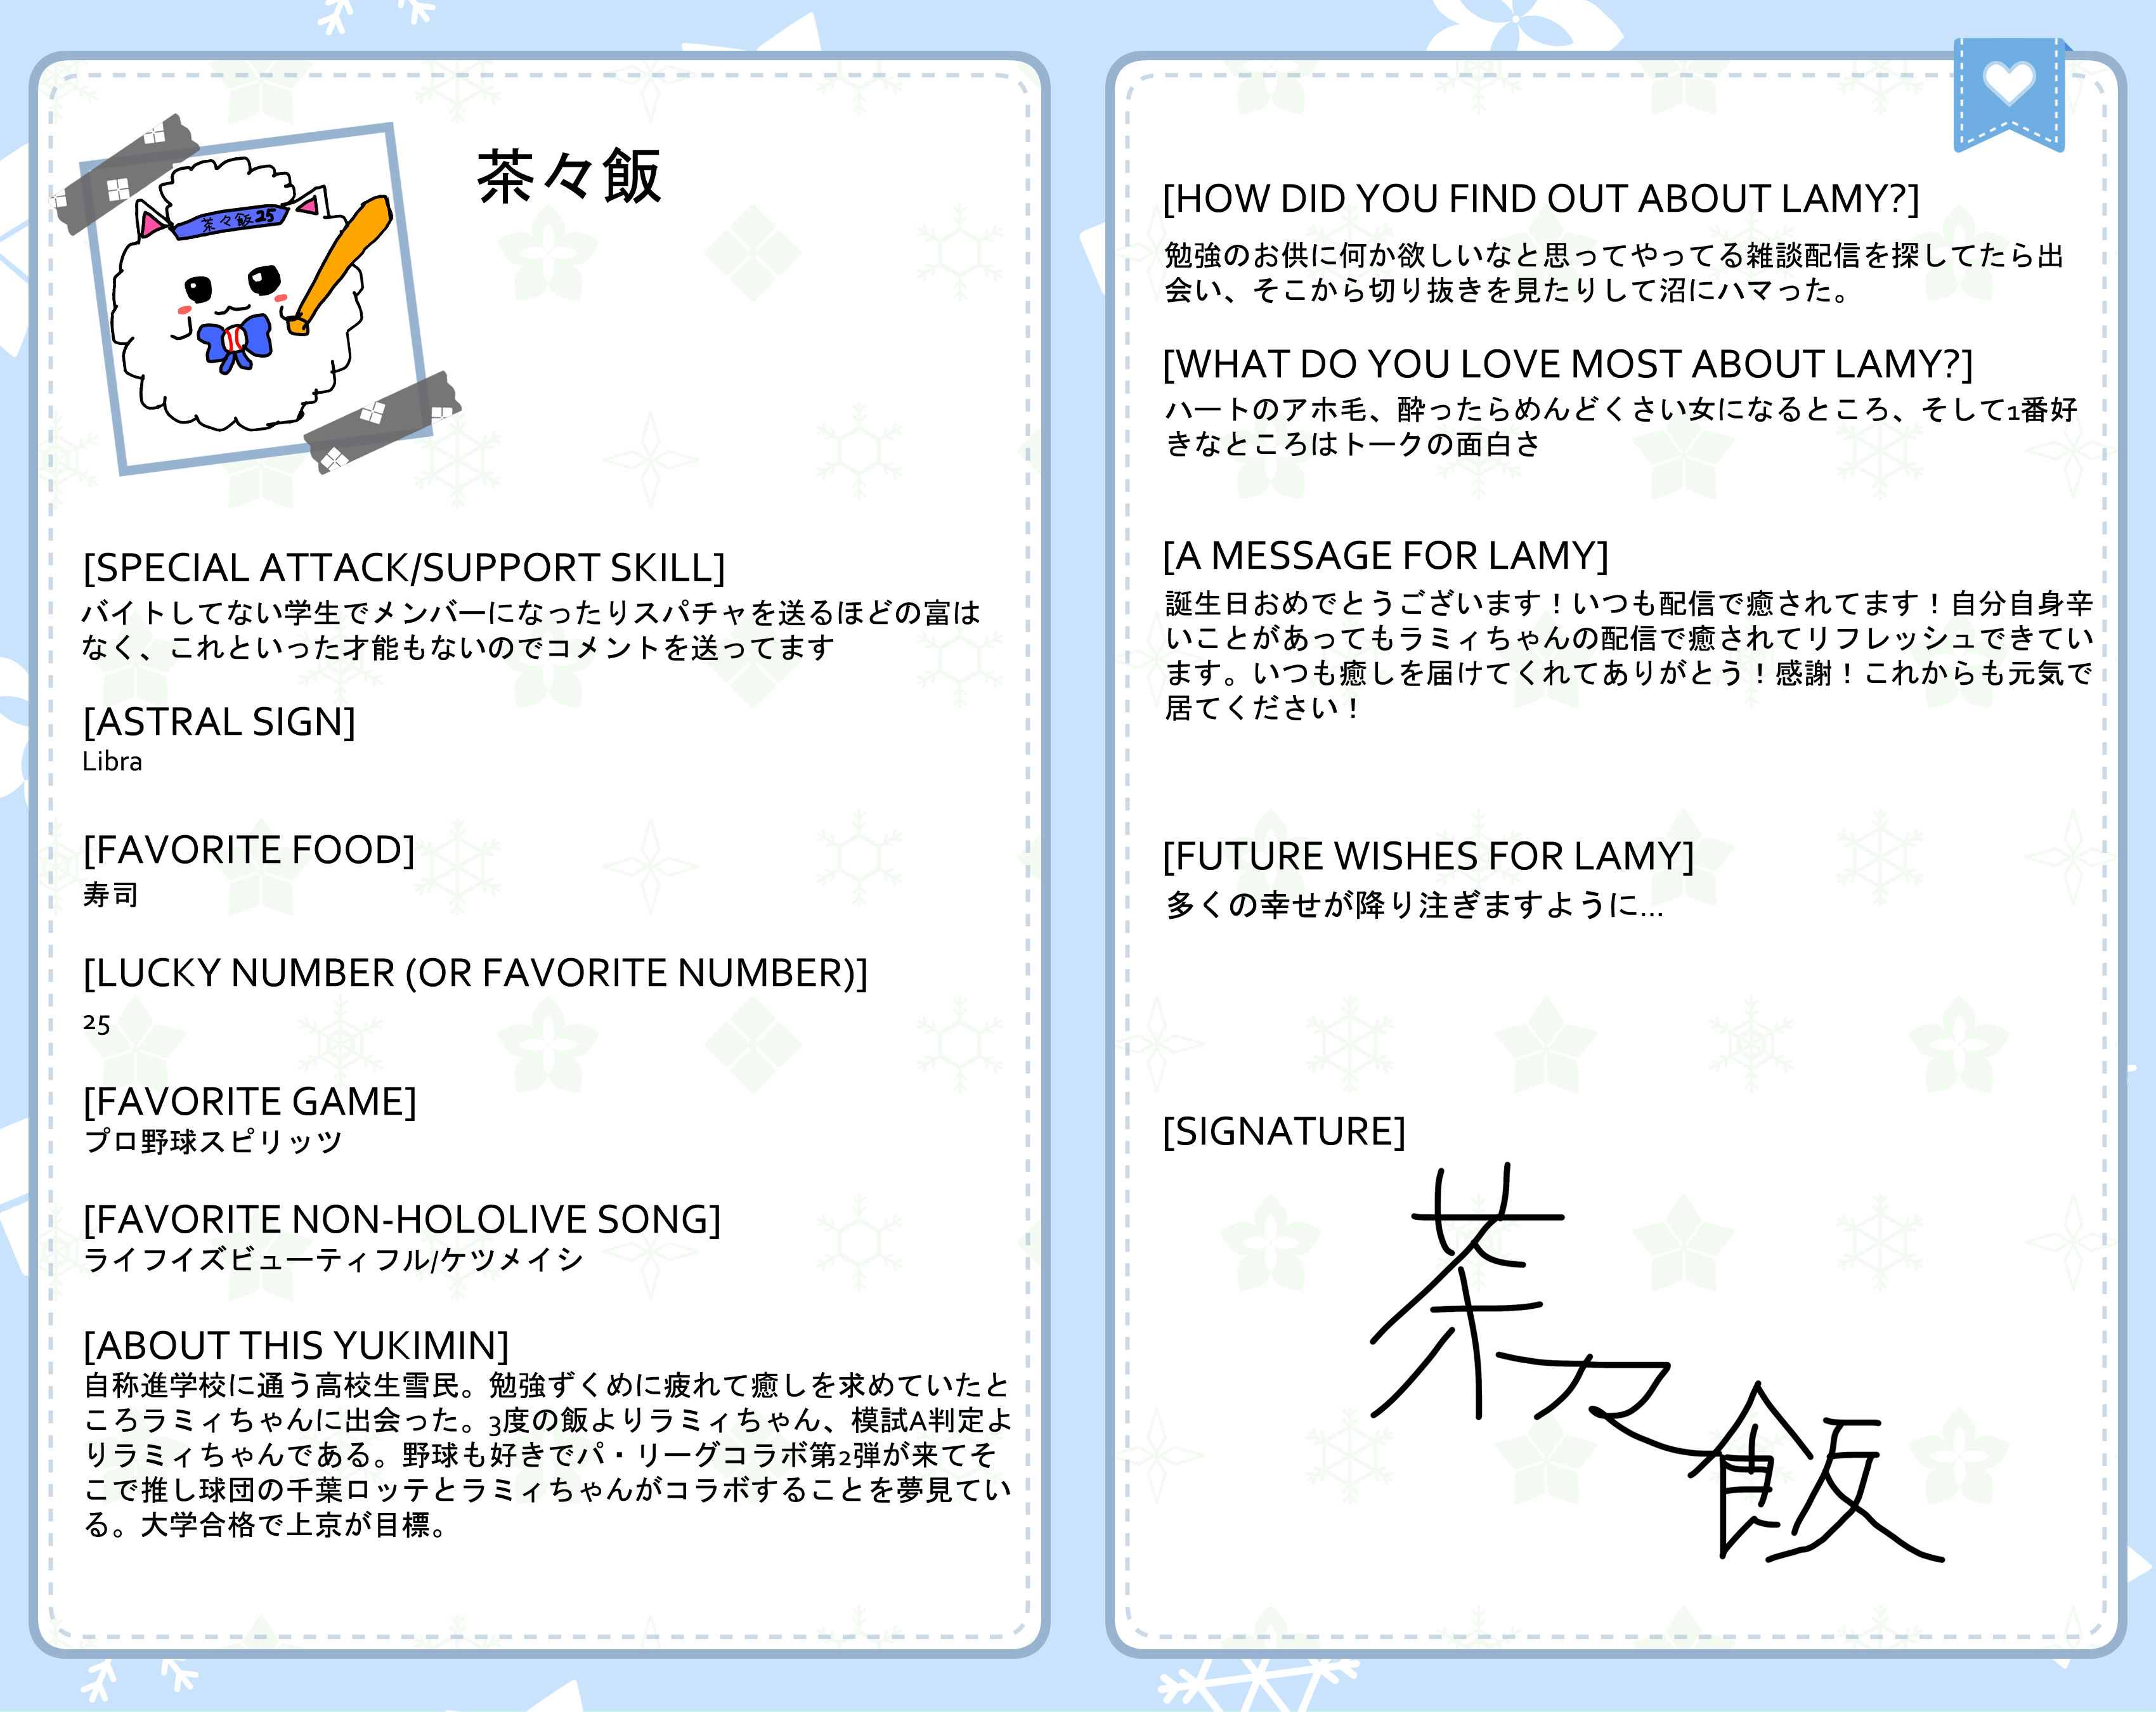 茶々飯
茶々飯25
[SPECIAL ATTACK/SUPPORT SKILL]
バイトしてない学生でメンバーになったりスパチャを送るほどの富は
なく、これといった才能もないのでコメントを送ってます
[ASTRAL SIGN]
Libra
[FAVORITE FOOD]
寿司
[LUCKY NUMBER (OR FAVORITE NUMBER)]
25
[FAVORITE GAME]
プロ野球スピリッツ
[FAVORITE NON-HOLOLIVE SONG]
ライフイズビューティフル/ケツメイシ
[ABOUT THIS YUKIMIN]
自称進学校に通う高校生雪民。勉強ずくめに疲れて癒しを求めていたと
ころラミィちゃんに出会った。3度の飯よりラミィちゃん、模試A判定よ
りラミィちゃんである。野球も好きでパ・リーグコラボ第2弾が来てそ
こで推し球団の千葉ロッテとラミィちゃんがコラボすることを夢見てい
る。大学合格で上京が目標。
[HOW DID YOU FIND OUT ABOUT LAMY?]
勉強のお供に何か欲しいなと思ってやってる雑談配信を探してたら出
会い、そこから切り抜きを見たりして沼にハマった。
[WHAT DO YOU LOVE MOST ABOUT LAMY?]
ハートのアホ毛、酔ったらめんどくさい女になるところ、そして1番好
きなところはトークの面白さ
[A MESSAGE FOR LAMY]
誕生日おめでとうございます！いつも配信で癒されてます！自分自身辛
いことがあってもラミィちゃんの配信で癒されてリフレッシュできてい
ます。いつも癒しを届けてくれてありがとう！感謝！これからも元気で
居てください！
[FUTURE WISHES FOR LAMY]
多くの幸せが降り注ぎますように...
[SIGNATURE]
茶々飯